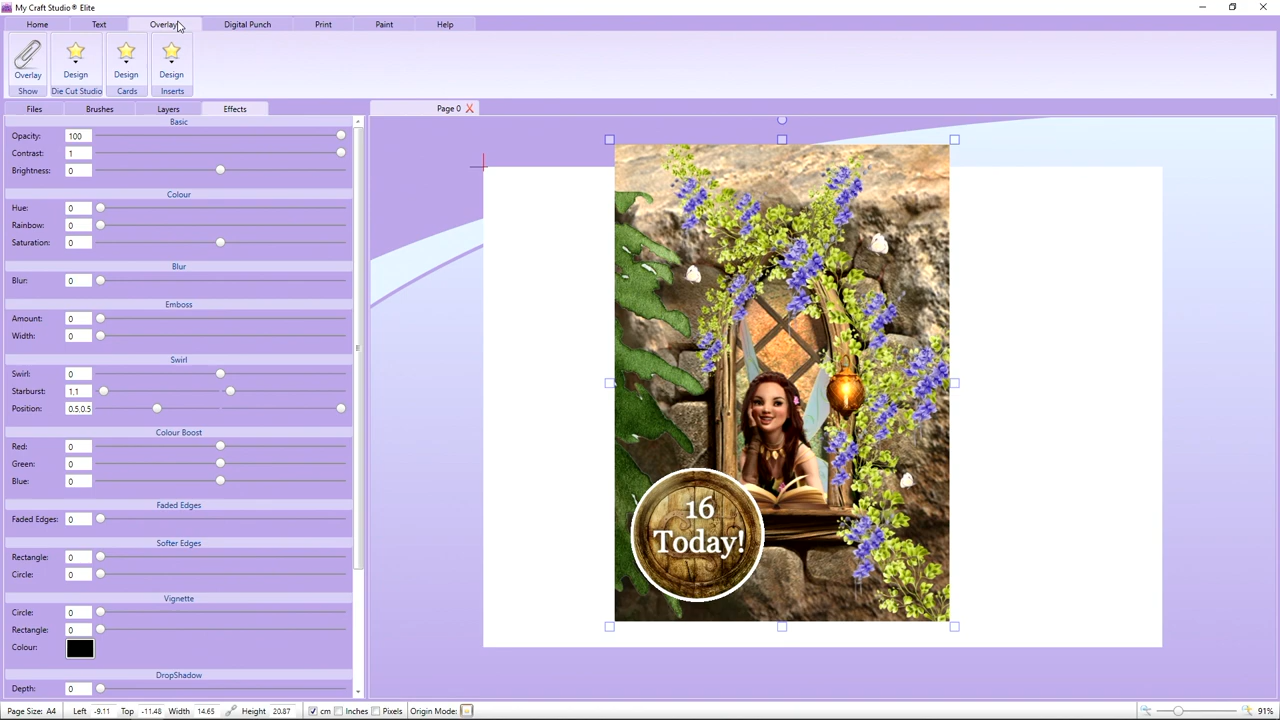 My Craft Studio® Elite
Home Text Overlays Digital Punch Print Paint Help
Overlay Design Design Design
Show Die Cut Studio Cards Inserts
Files Brushes Layers Effects Page 0 X
Basic
Opacity: 100
Contrast: 1
Brightness: 0
Colour
Hue: 0
Rainbow: 0
Saturation: 0
Blur
Blur: 0
Emboss
Amount: 0
Width: 0
Swirl
Swirl: 0
Starburst: 1,1
Position: 0.5,0.5
Colour Boost
Red: 0
Green: 0
Blue: 0
Faded Edges
Faded Edges: 0
Softer Edges
Rectangle: 0
Circle: 0
Vignette
Circle: 0
Rectangle: 0
Colour:
DropShadow
Depth: 0
16
Today!
Page Size: A4 Left -9.11 Top -11.48 Width 14.65 Height 20.87 cm Inches Pixels Origin Mode: 91%